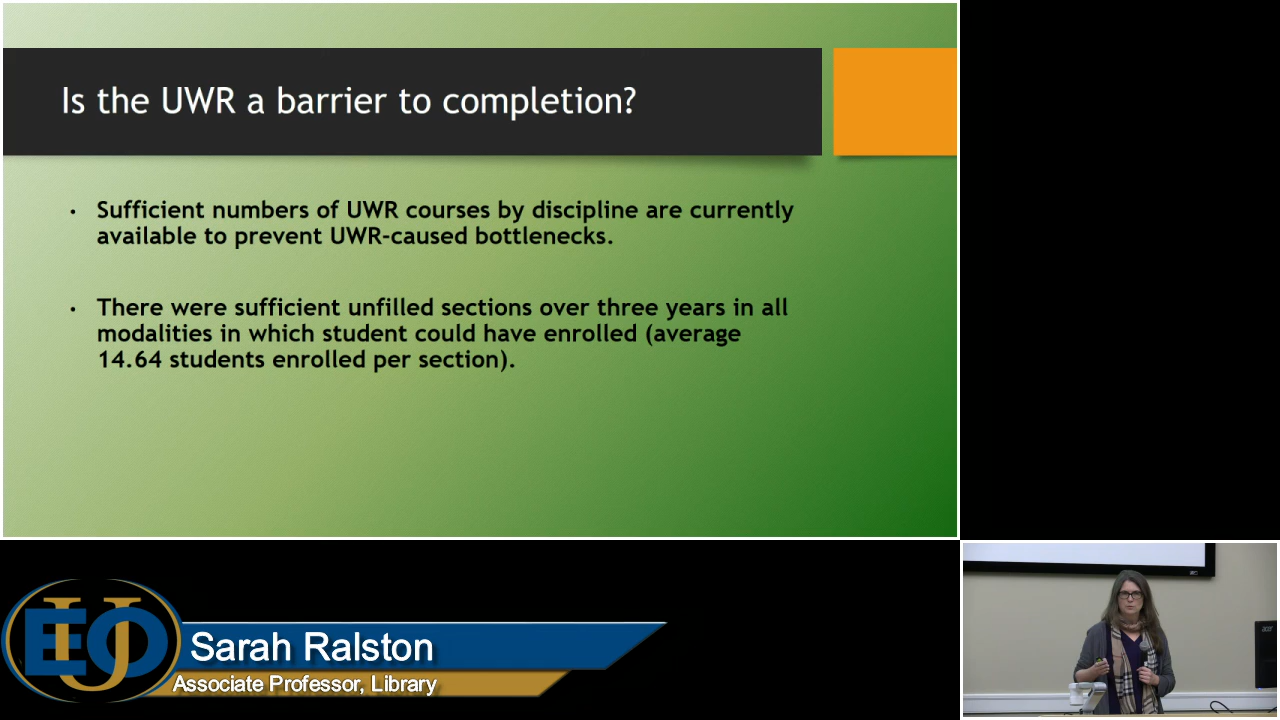 Is the UWR a barrier to completion?
• Sufficient numbers of UWR courses by discipline are currently
available to prevent UWR-caused bottlenecks.
• There were sufficient unfilled sections over three years in all
modalities in which student could have enrolled (average
14.64 students enrolled per section).
EOU
Sarah Ralston
Associate Professor, Library
acer